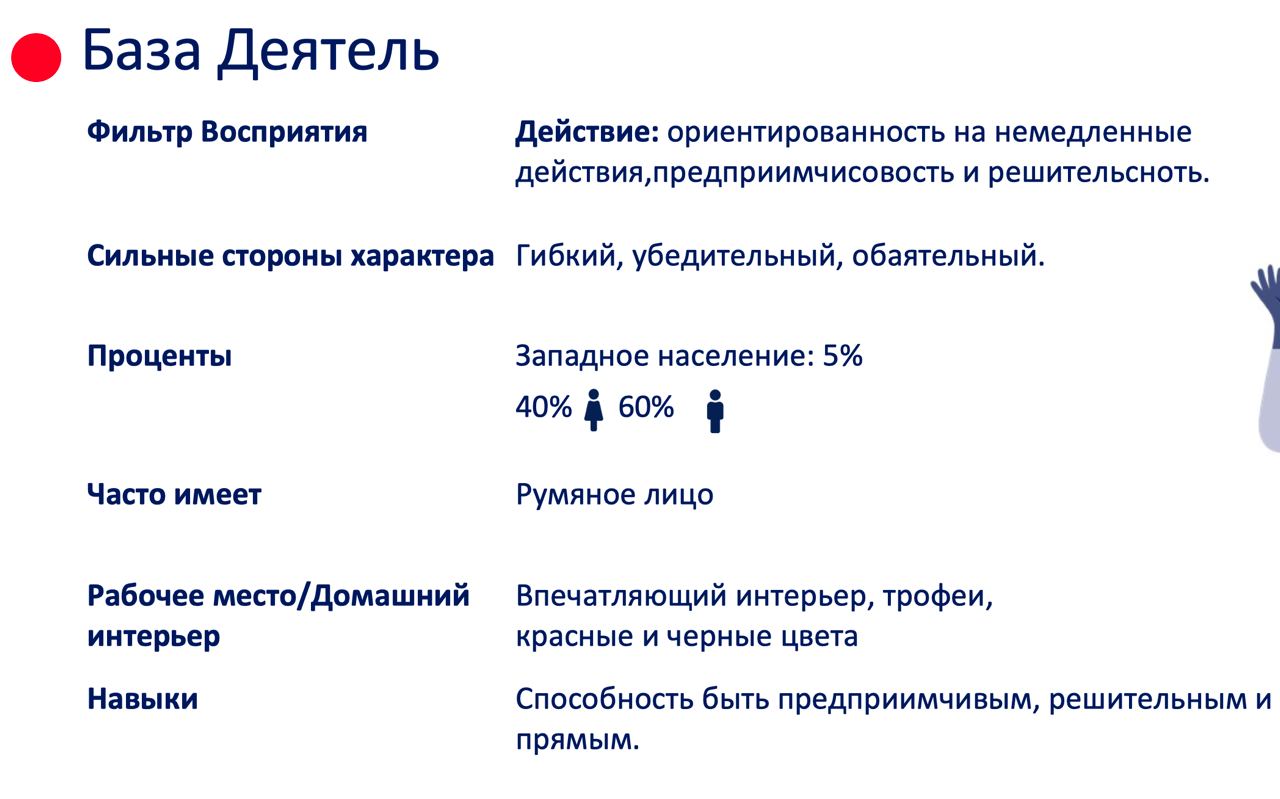 База Деятель
Фильтр Восприятия
Действие: ориентированность на немедленные
действия,предприимчисовость и решительсноть.
Сильные стороны характера
Гибкий, убедительный, обаятельный.
Проценты
Западное население: 5%
40% 60%
Часто имеет
Румяное лицо
Рабочее место/Домашний
интерьер
Впечатляющий интерьер, трофеи,
красные и черные цвета
Навыки
Способность быть предприимчивым, решительным и
прямым.